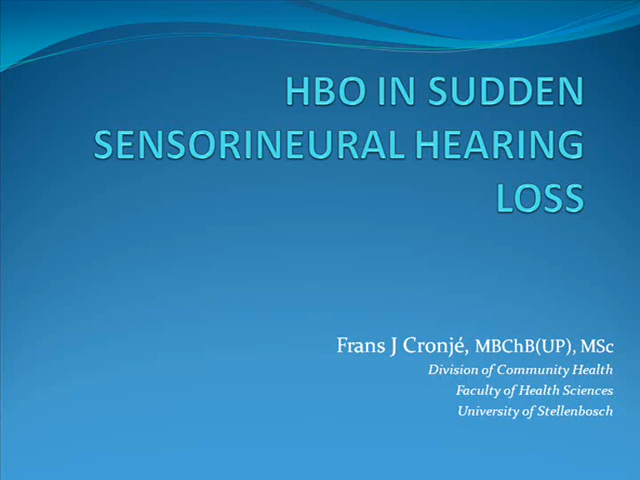 HBO IN SUDDEN
SENSORINEURAL HEARING
LOSS
Frans J Cronjé, MBChB(UP), MSc
Division of Community Health
Faculty of Health Sciences
University of Stellenbosch